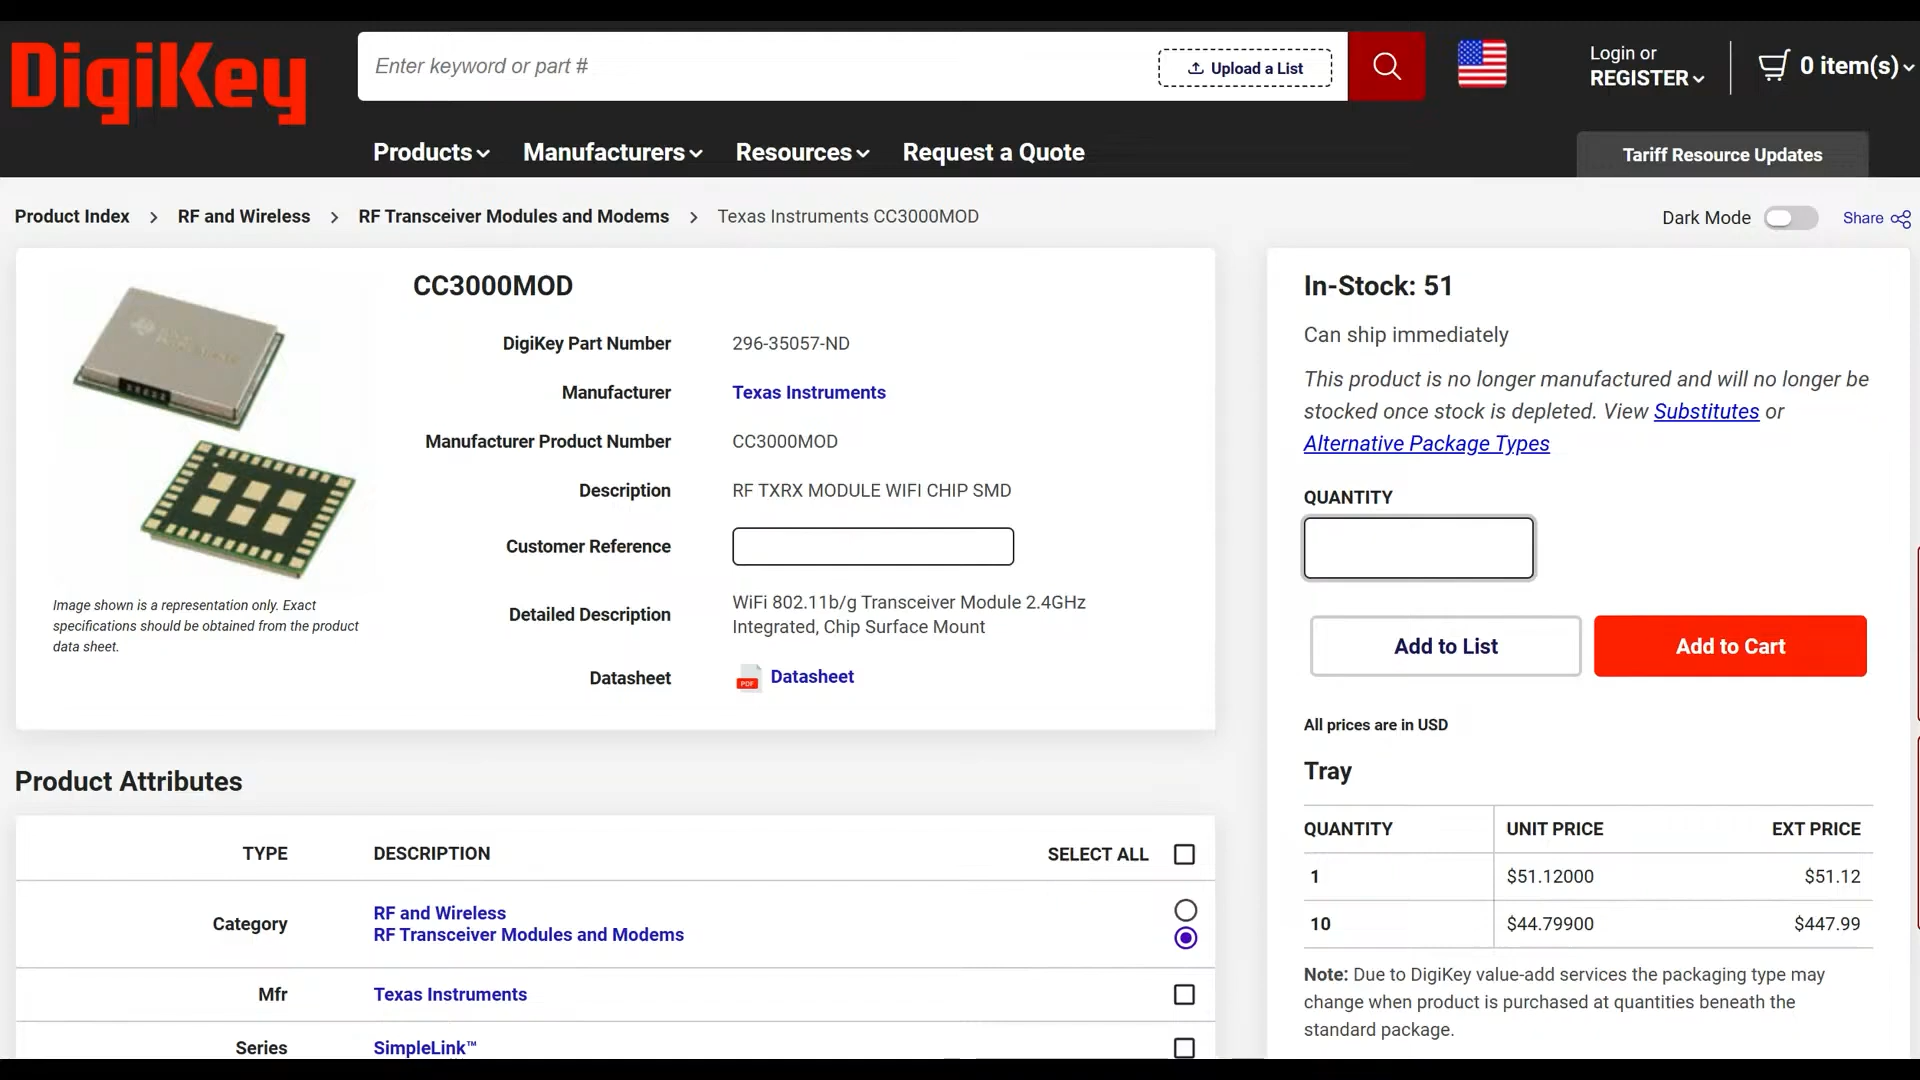 DigiKey
Enter keyword or part #
Upload a List
Login or
REGISTER
0 item(s)
Products
Manufacturers
Resources
Request a Quote
Tariff Resource Updates
Product Index > RF and Wireless > RF Transceiver Modules and Modems > Texas Instruments CC3000MOD
Dark Mode
Share
CC3000MOD
DigiKey Part Number 296-35057-ND
Manufacturer Texas Instruments
Manufacturer Product Number CC3000MOD
Description RF TXRX MODULE WIFI CHIP SMD
Customer Reference
Detailed Description WiFi 802.11b/g Transceiver Module 2.4GHz
Integrated, Chip Surface Mount
Datasheet PDF Datasheet
Image shown is a representation only. Exact
specifications should be obtained from the product
data sheet.
In-Stock: 51
Can ship immediately
This product is no longer manufactured and will no longer be
stocked once stock is depleted. View Substitutes or
Alternative Package Types
QUANTITY
Add to List
Add to Cart
All prices are in USD
Tray
QUANTITY UNIT PRICE EXT PRICE
1 $51.12000 $51.12
10 $44.79900 $447.99
Note: Due to DigiKey value-add services the packaging type may
change when product is purchased at quantities beneath the
standard package.
Product Attributes
TYPE DESCRIPTION SELECT ALL
Category RF and Wireless
RF Transceiver Modules and Modems
Mfr Texas Instruments
Series SimpleLink™